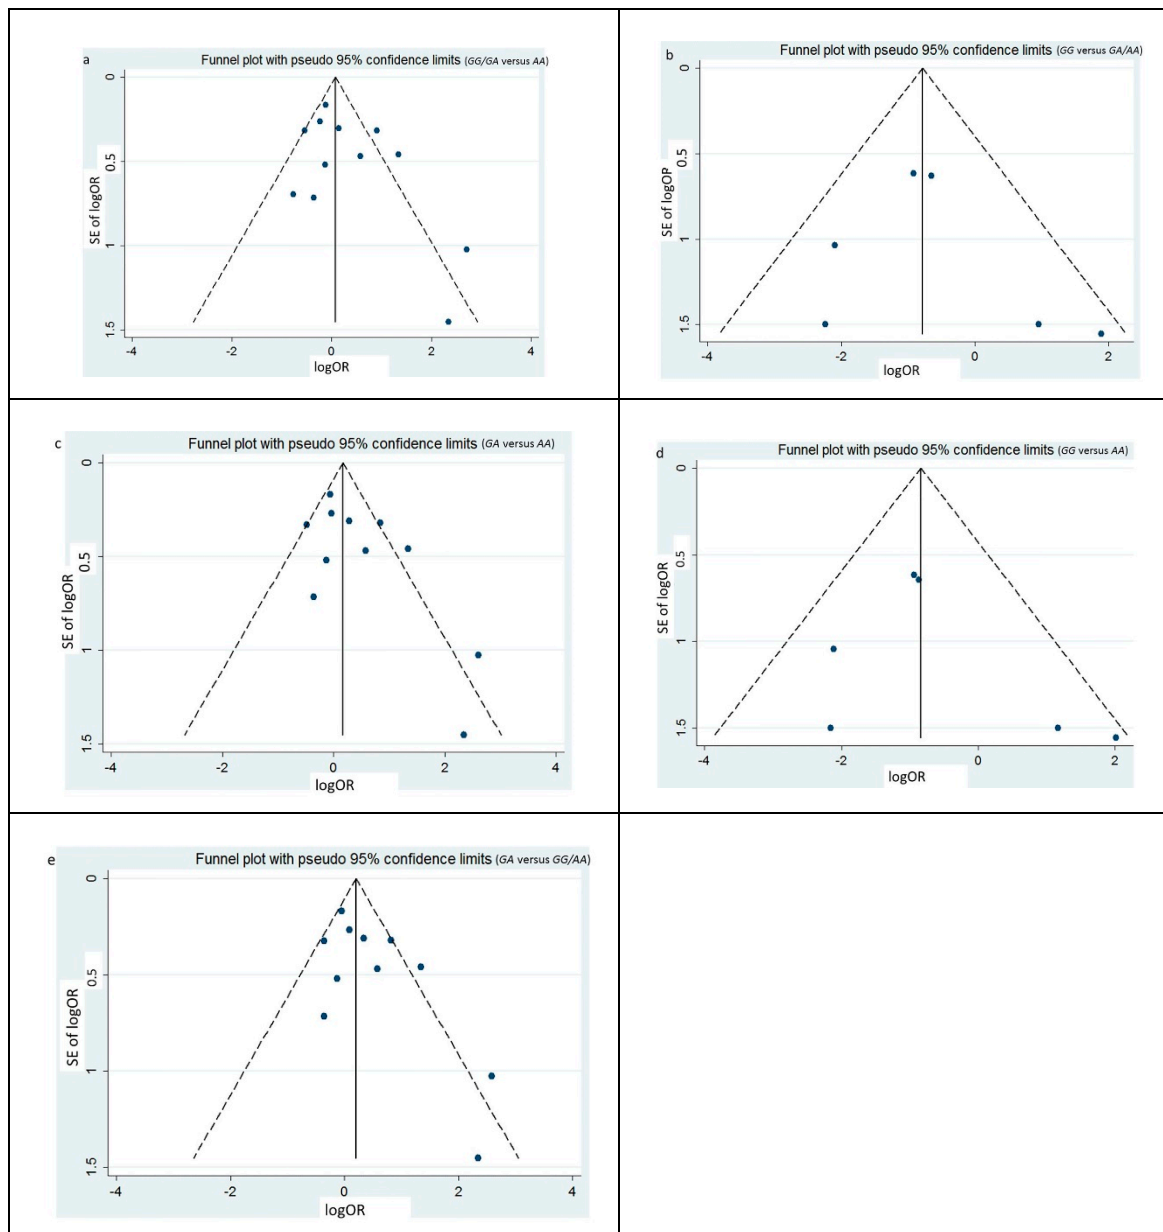 a
Funnel plot with pseudo 95% confidence limits (GG/GA versus AA)
0
0.5
1
1.5
SE of logOR
-4
-2
0
2
4
logOR
b
Funnel plot with pseudo 95% confidence limits (GG versus GA/AA)
0
0.5
1
1.5
SE of logOP
-4
-2
0
2
logOR
c
Funnel plot with pseudo 95% confidence limits (GA versus AA)
0
0.5
1
1.5
SE of logOR
-4
-2
0
2
4
logOR
d
Funnel plot with pseudo 95% confidence limits (GG versus AA)
0
0.5
1
1.5
SE of logOR
-4
-2
0
2
logOR
e
Funnel plot with pseudo 95% confidence limits (GA versus GG/AA)
0
0.5
1
1.5
SE of logOR
-4
-2
0
2
4
logOR